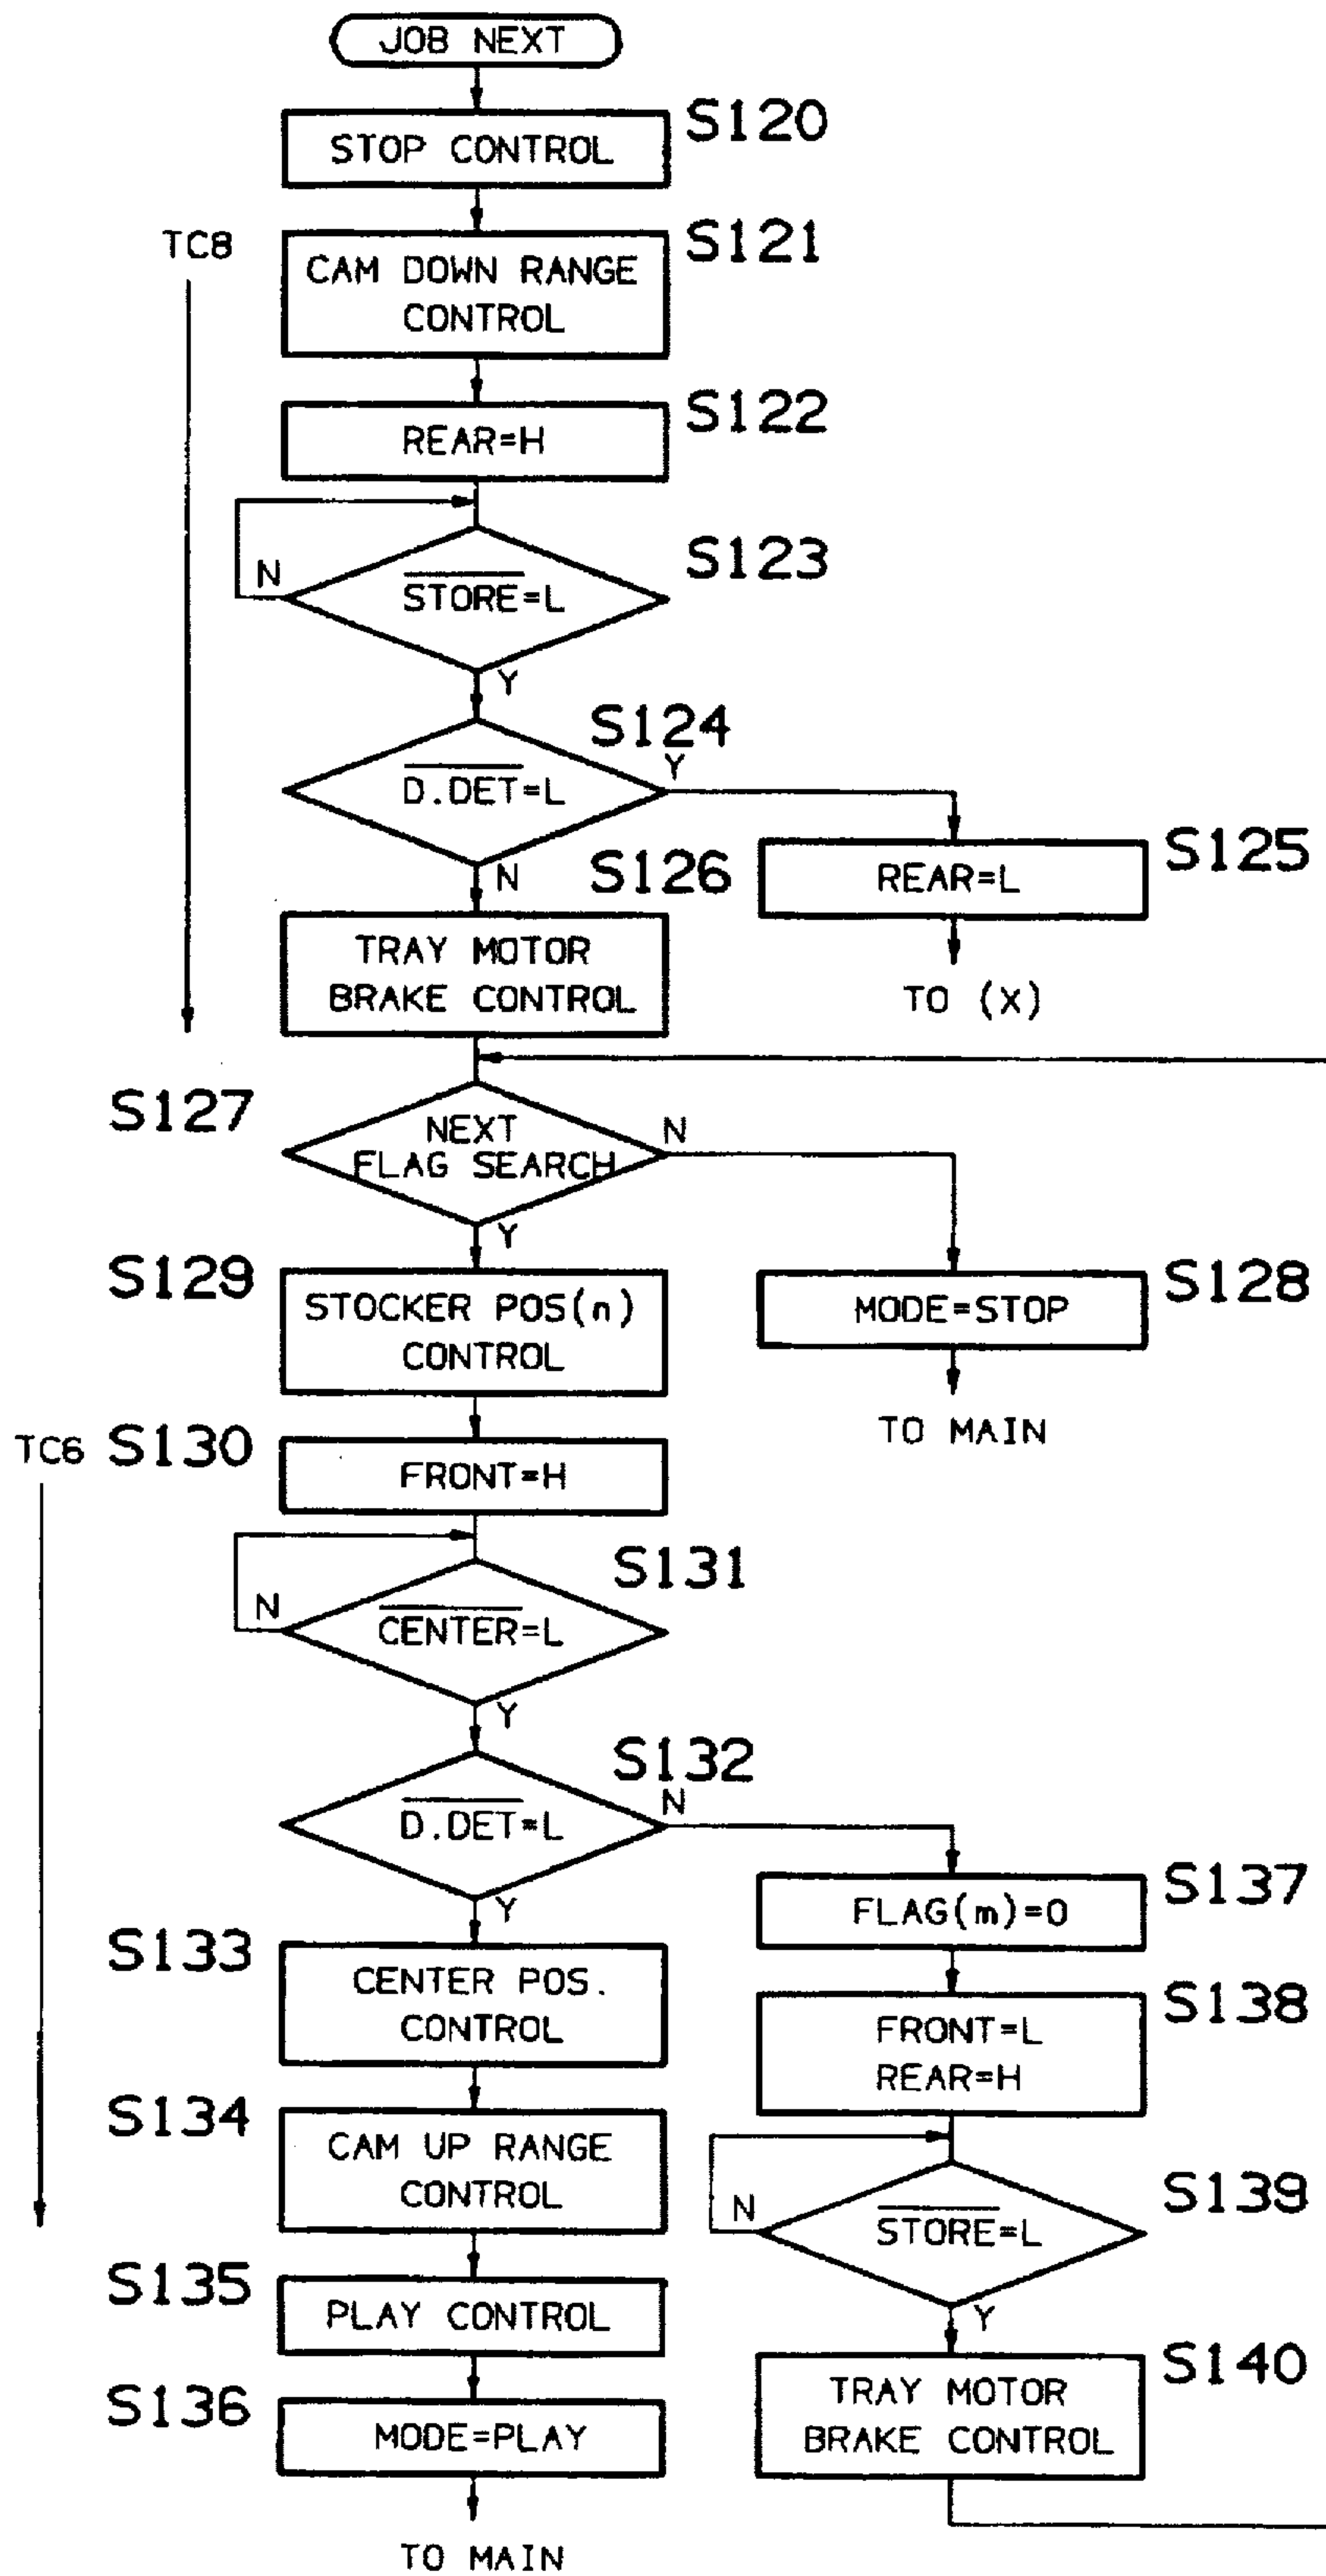 JOB NEXT
S120
STOP CONTROL
TC8
S121
CAM DOWN RANGE
CONTROL
S122
REAR=H
S123
N
STORE=L
Y
S124
D.DET=L
Y
N
S126
S125
REAR=L
TRAY MOTOR
BRAKE CONTROL
TO (X)
S127
NEXT
FLAG SEARCH
N
Y
S129
S128
STOCKER POS(n)
CONTROL
MODE=STOP
TO MAIN
TC6
S130
FRONT=H
S131
N
CENTER=L
Y
S132
D.DET=L
N
Y
S137
FLAG(m)=0
S133
CENTER POS.
CONTROL
S138
FRONT=L
REAR=H
S134
CAM UP RANGE
CONTROL
S139
N
STORE=L
Y
S135
PLAY CONTROL
S140
TRAY MOTOR
BRAKE CONTROL
S136
MODE=PLAY
TO MAIN